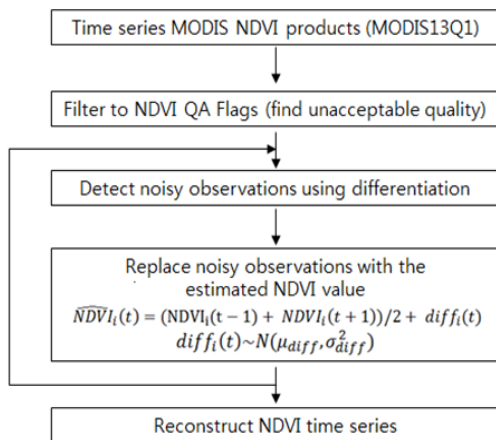 Time series MODIS NDVI products (MODIS13Q1)
Filter to NDVI QA Flags (find unacceptable quality)
Detect noisy observations using differentiation
Replace noisy observations with the
estimated NDVI value
$\widehat{NDVI}_i(t) = (\mathrm{NDVI}_i(t-1) + NDVI_i(t+1))/2 + diff_i(t)$
$diff_i(t) \sim N(\mu_{diff}, \sigma^2_{diff})$
Reconstruct NDVI time series